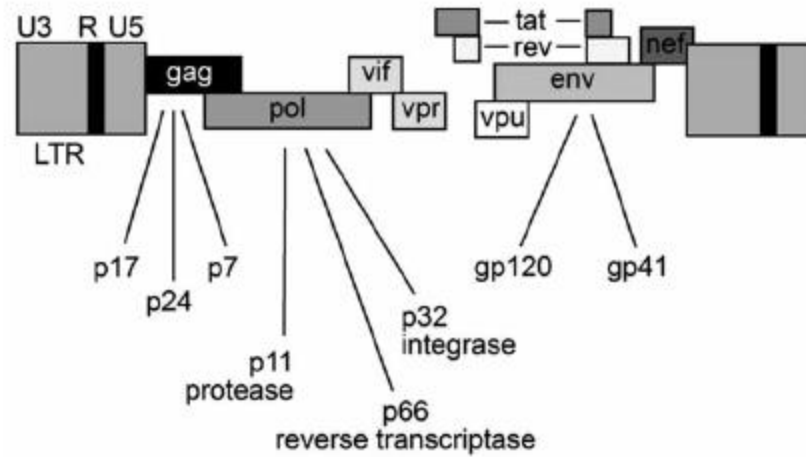 U3 R U5
tat
rev
nef
gag
vif
env
pol
vpr
vpu
LTR
p17
p24
p7
gp120
gp41
p32
integrase
p11
protease
p66
reverse transcriptase